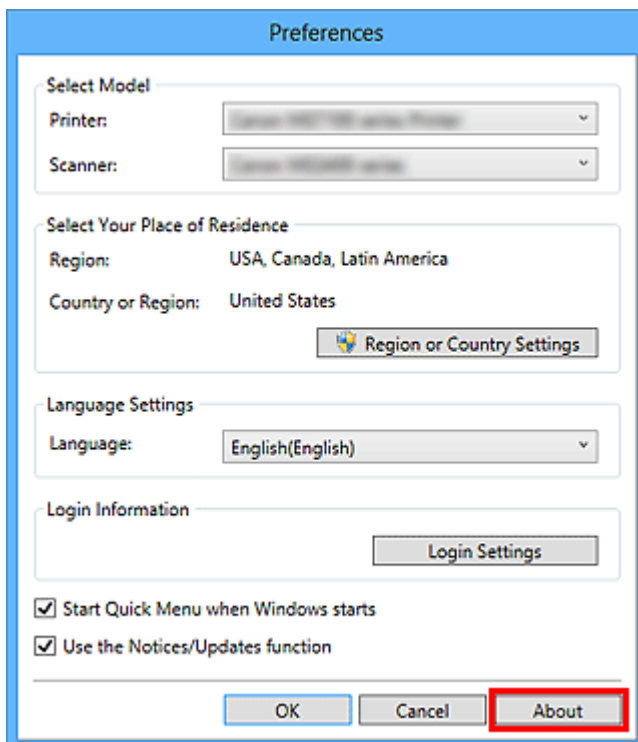 Preferences
Select Model
Printer:
Scanner:
Select Your Place of Residence
Region: USA, Canada, Latin America
Country or Region: United States
Region or Country Settings
Language Settings
Language: English(English)
Login Information
Login Settings
Start Quick Menu when Windows starts
Use the Notices/Updates function
OK Cancel About